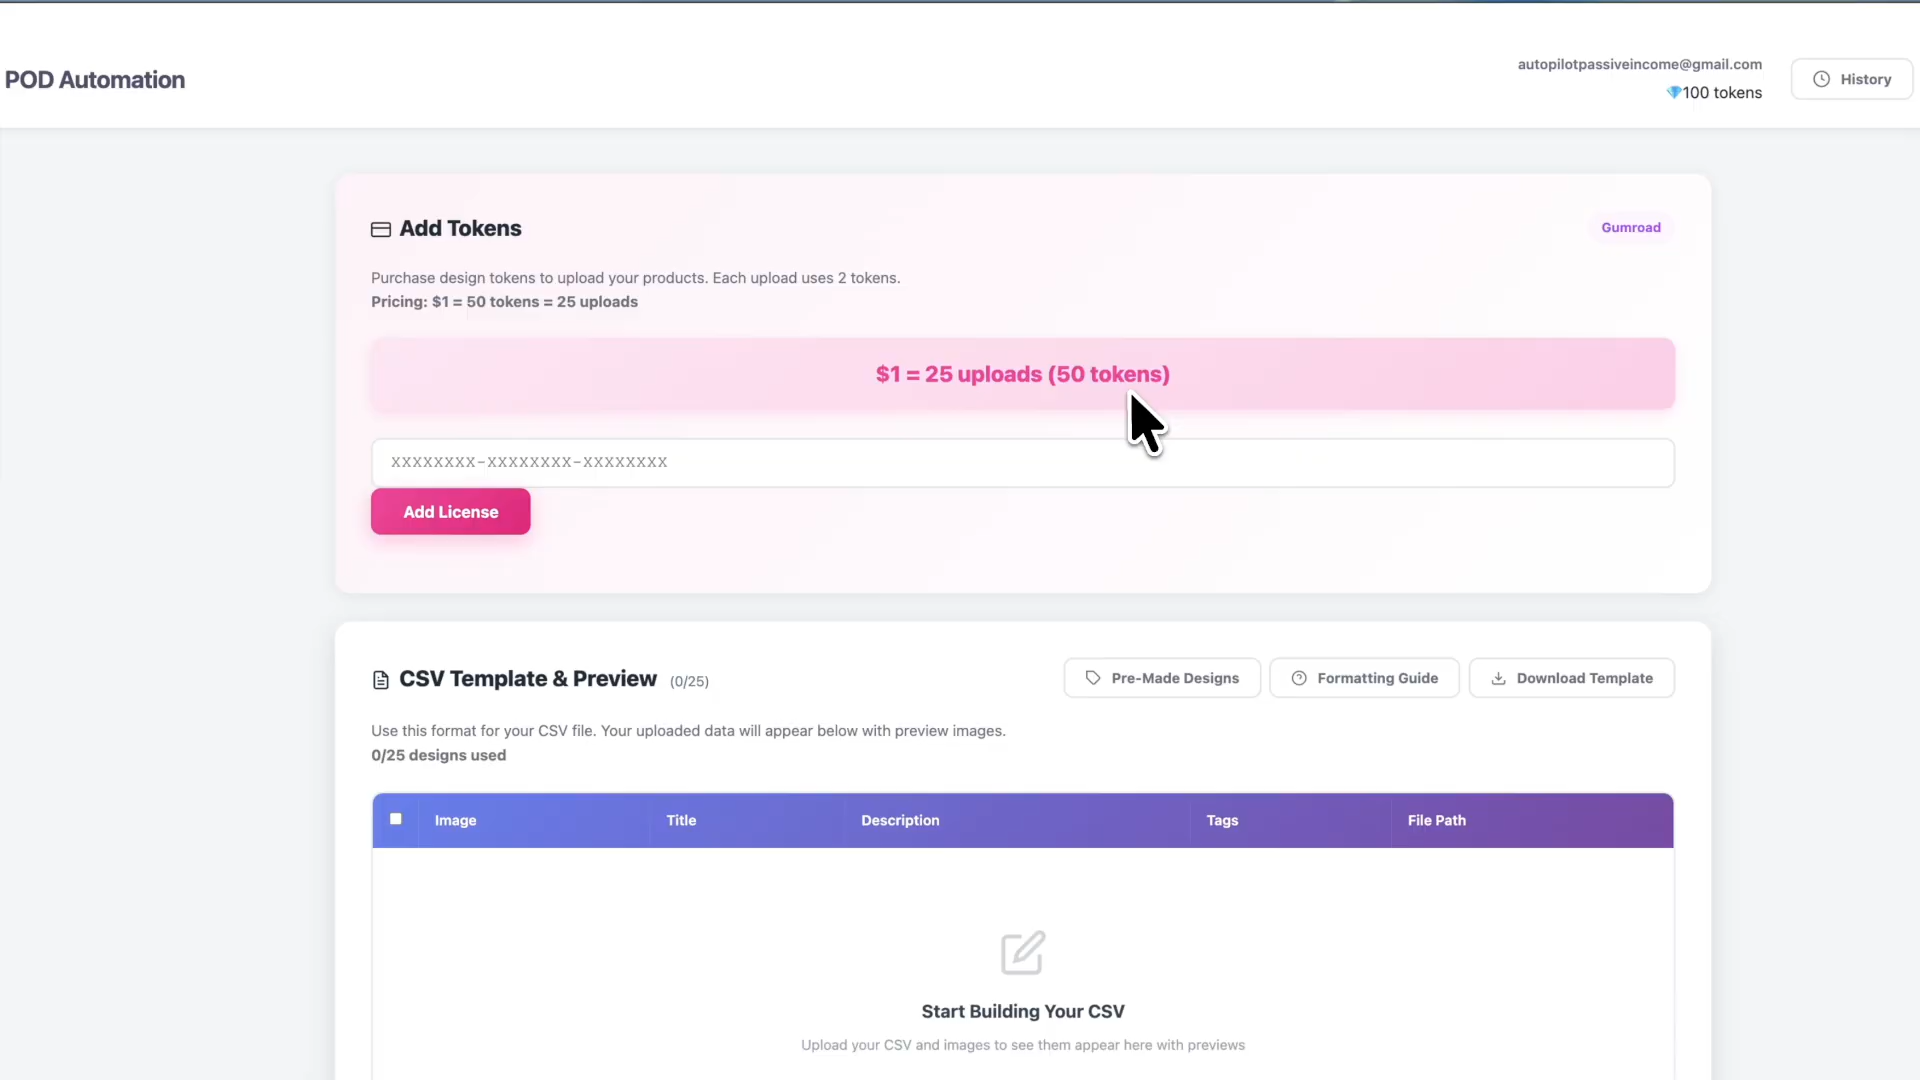 POD Automation
autopilotpassiveincome@gmail.com
💎100 tokens
History
Add Tokens
Gumroad
Purchase design tokens to upload your products. Each upload uses 2 tokens.
Pricing: $1 = 50 tokens = 25 uploads
$1 = 25 uploads (50 tokens)
XXXXXXXX-XXXXXXXX-XXXXXXXX
Add License
CSV Template & Preview (0/25)
Pre-Made Designs
Formatting Guide
Download Template
Use this format for your CSV file. Your uploaded data will appear below with preview images.
0/25 designs used
Image Title Description Tags File Path
Start Building Your CSV
Upload your CSV and images to see them appear here with previews